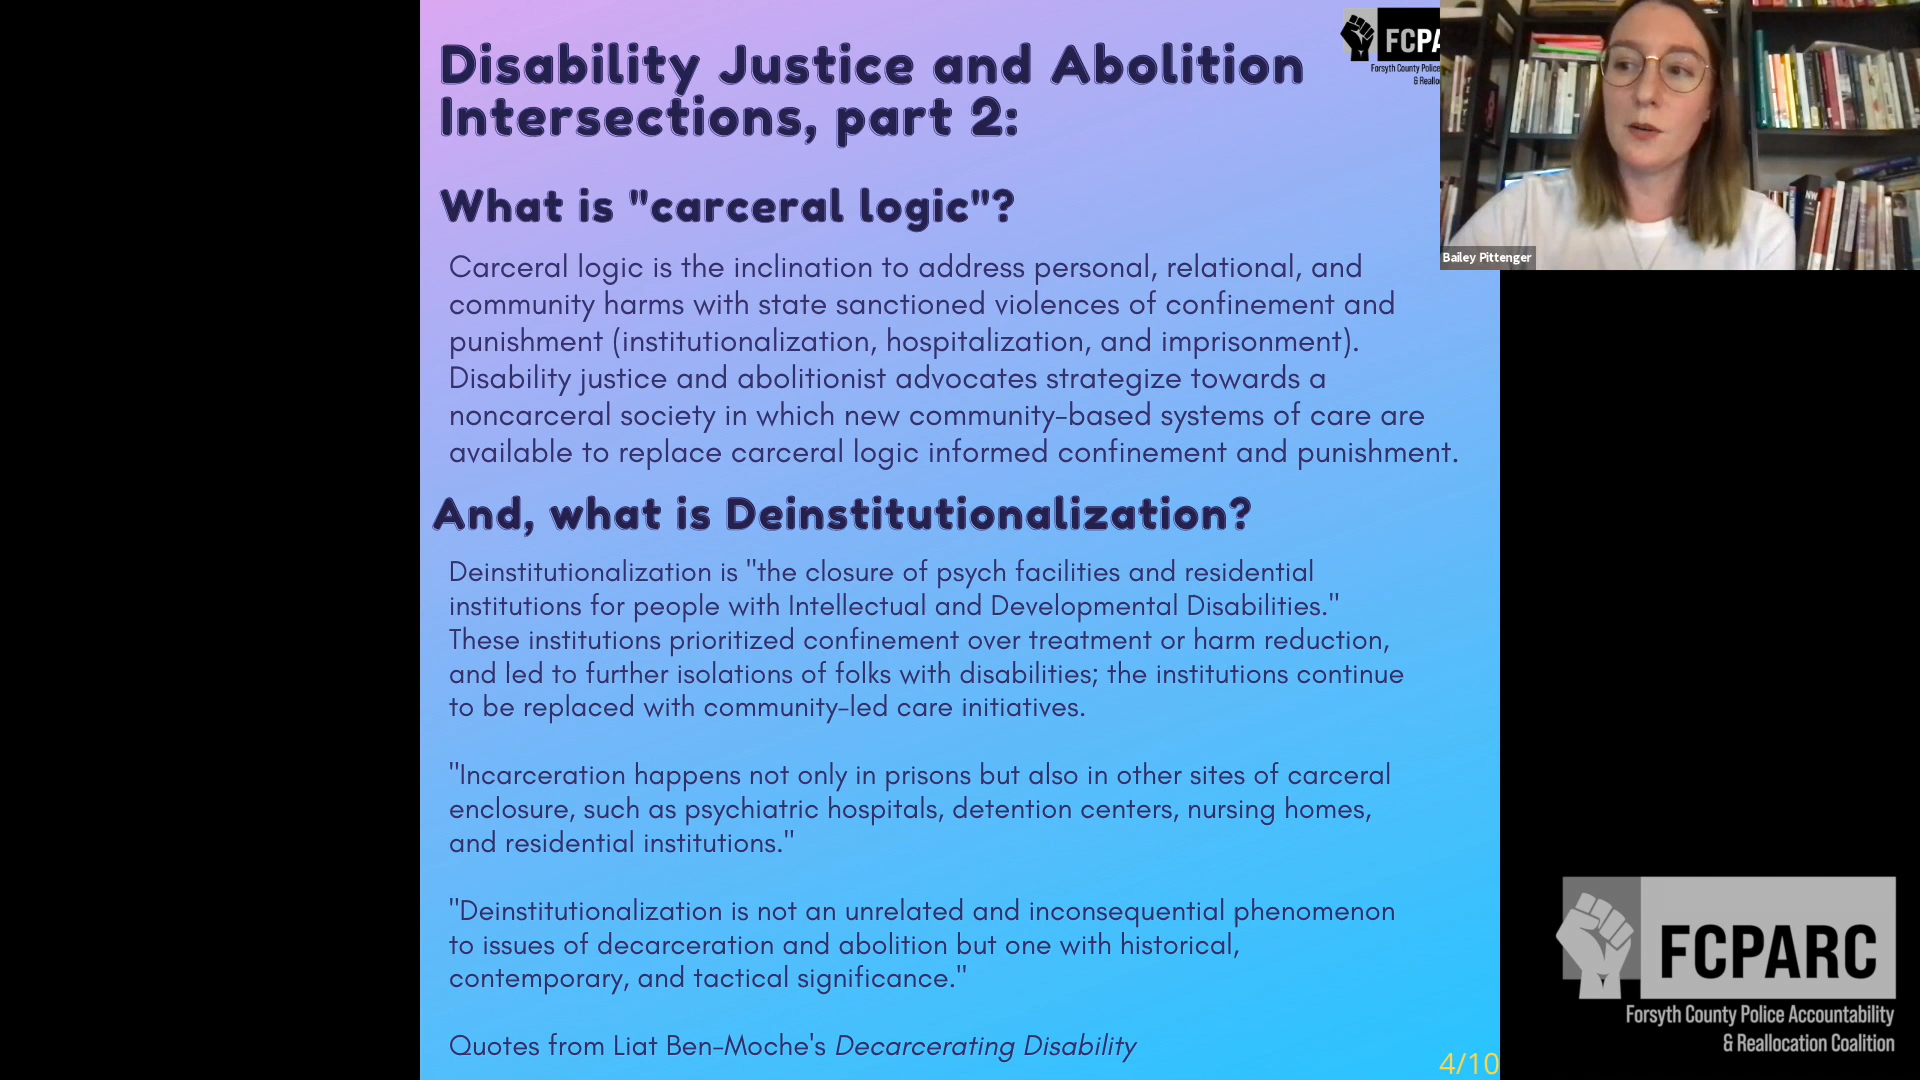 Disability Justice and Abolition
Intersections, part 2:
What is "carceral logic"?
Carceral logic is the inclination to address personal, relational, and
community harms with state sanctioned violences of confinement and
punishment (institutionalization, hospitalization, and imprisonment).
Disability justice and abolitionist advocates strategize towards a
noncarceral society in which new community-based systems of care are
available to replace carceral logic informed confinement and punishment.
And, what is Deinstitutionalization?
Deinstitutionalization is "the closure of psych facilities and residential
institutions for people with Intellectual and Developmental Disabilities."
These institutions prioritized confinement over treatment or harm reduction,
and led to further isolations of folks with disabilities; the institutions continue
to be replaced with community-led care initiatives.
"Incarceration happens not only in prisons but also in other sites of carceral
enclosure, such as psychiatric hospitals, detention centers, nursing homes,
and residential institutions."
"Deinstitutionalization is not an unrelated and inconsequential phenomenon
to issues of decarceration and abolition but one with historical,
contemporary, and tactical significance."
Quotes from Liat Ben-Moche's Decarcerating Disability
4/10
FCPA
Forsyth County Police
& Reallo
Bailey Pittenger
FCPARC
Forsyth County Police Accountability
& Reallocation Coalition